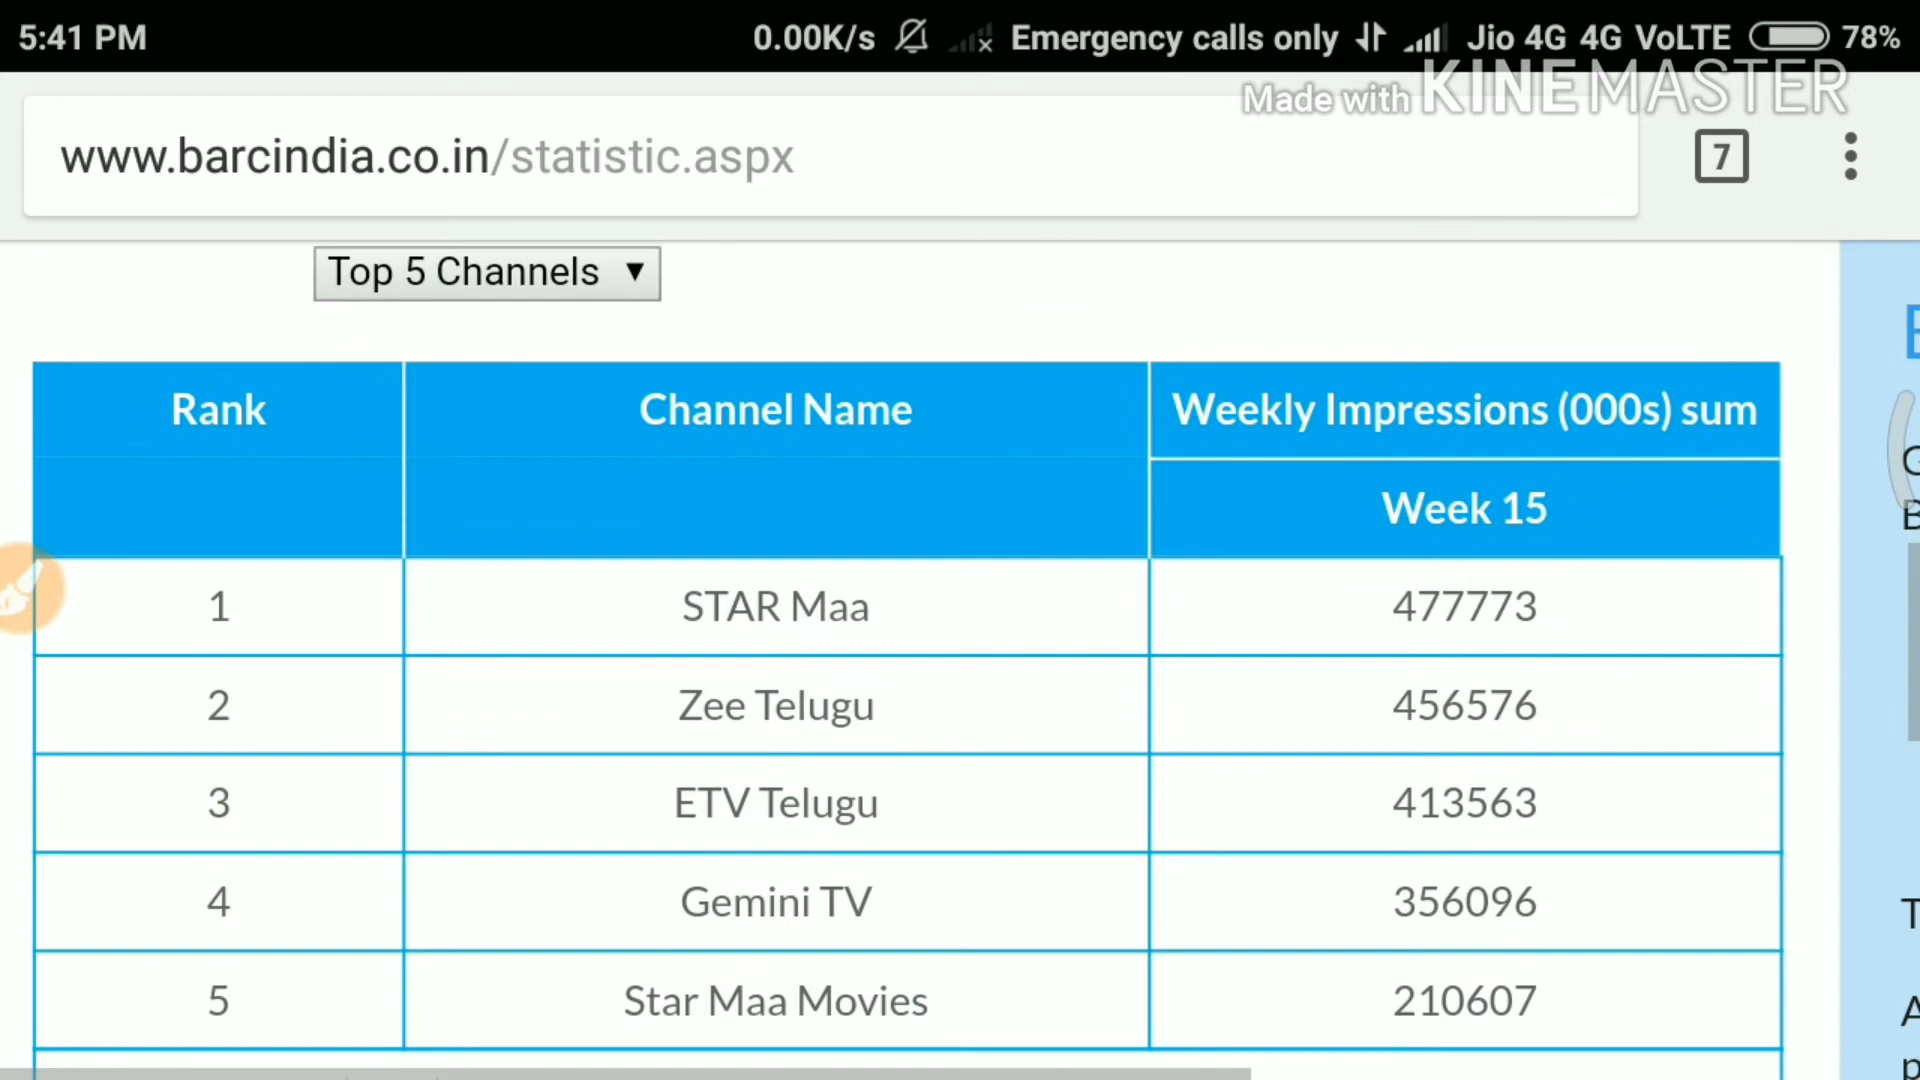 5:41 PM 0.00K/s Emergency calls only Jio 4G 4G VoLTE 78%
Made with KINEMASTER
www.barcindia.co.in/statistic.aspx 7
Top 5 Channels
Rank Channel Name Weekly Impressions (000s) sum
Week 15
1 STAR Maa 477773
2 Zee Telugu 456576
3 ETV Telugu 413563
4 Gemini TV 356096
5 Star Maa Movies 210607